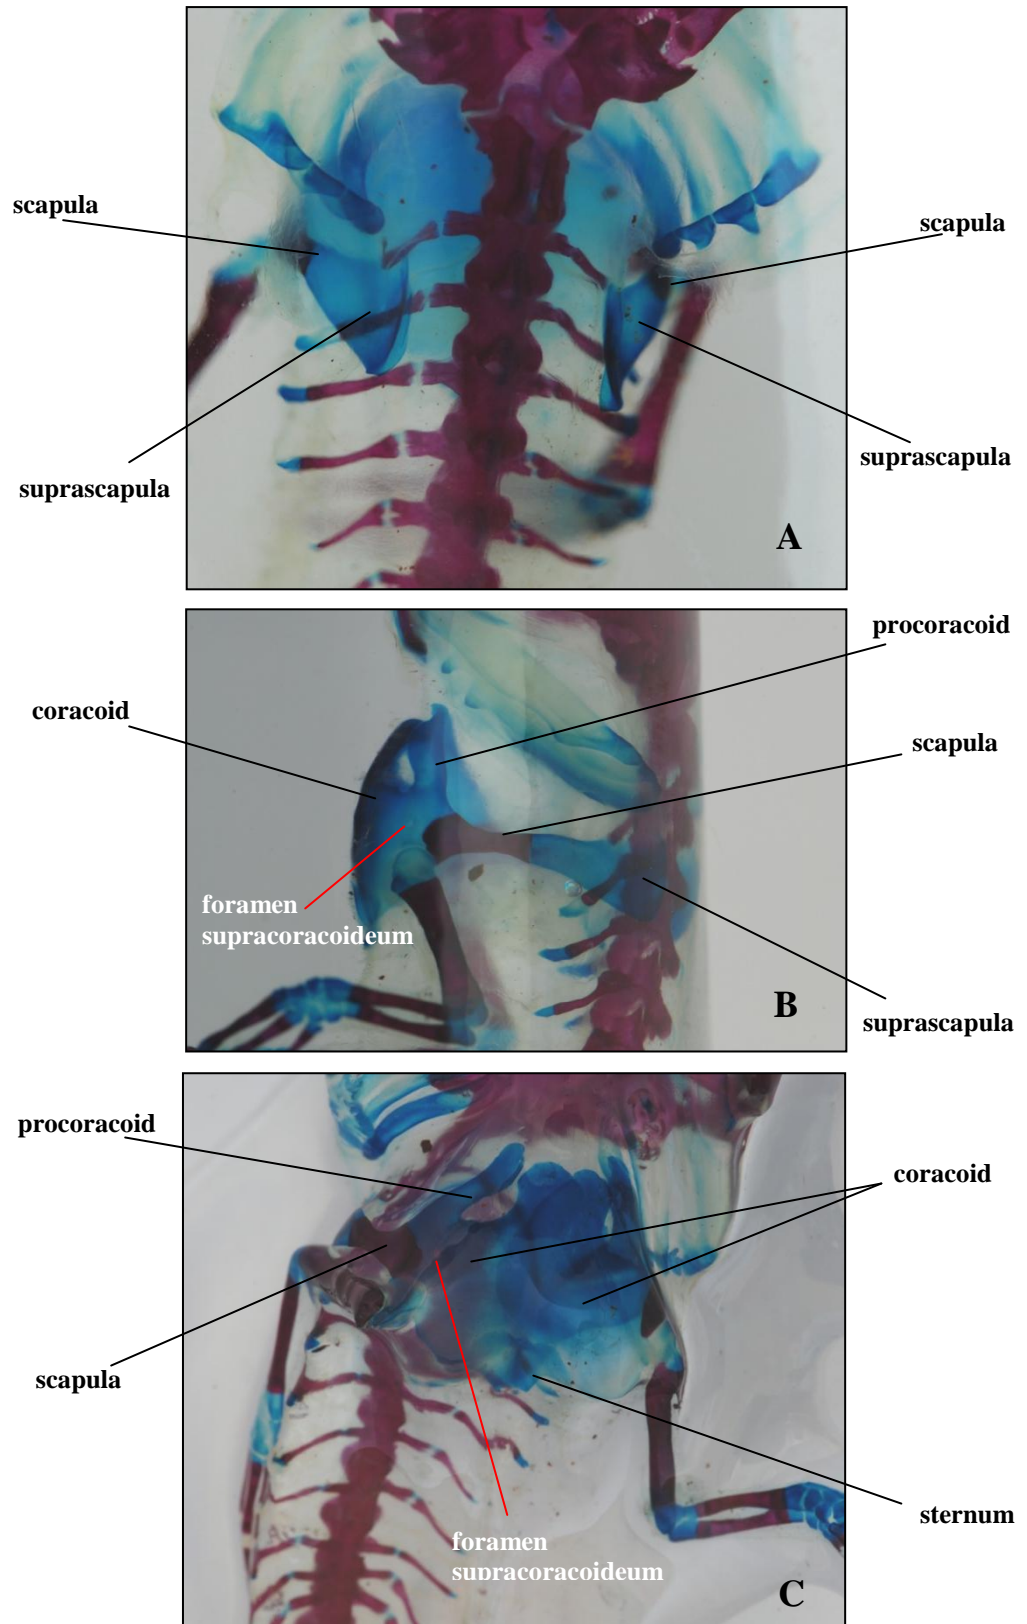 scapula
scapula
suprascapula
suprascapula
A
procoracoid
coracoid
scapula
foramen
supracoracoideum
B
suprascapula
procoracoid
coracoid
scapula
sternum
foramen
supracoracoideum
C